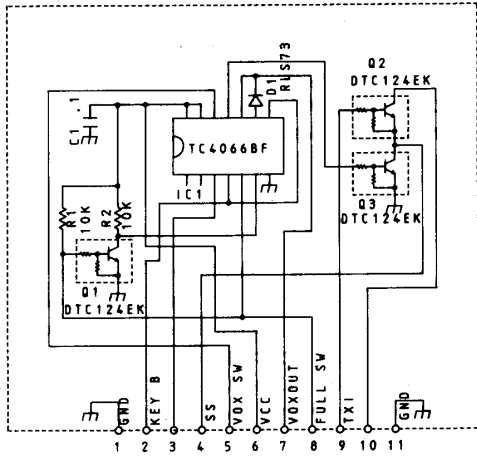 Q2
DTC124EK
D1
RLS73
C1 .1
TC4066BF
IC1
R1 10K
R2 10K
Q3
DTC124EK
Q1
DTC124EK
GND
KEY B
SS
VOX SW
VCC
VOXOUT
FULL SW
TX1
GND
1 2 3 4 5 6 7 8 9 10 11